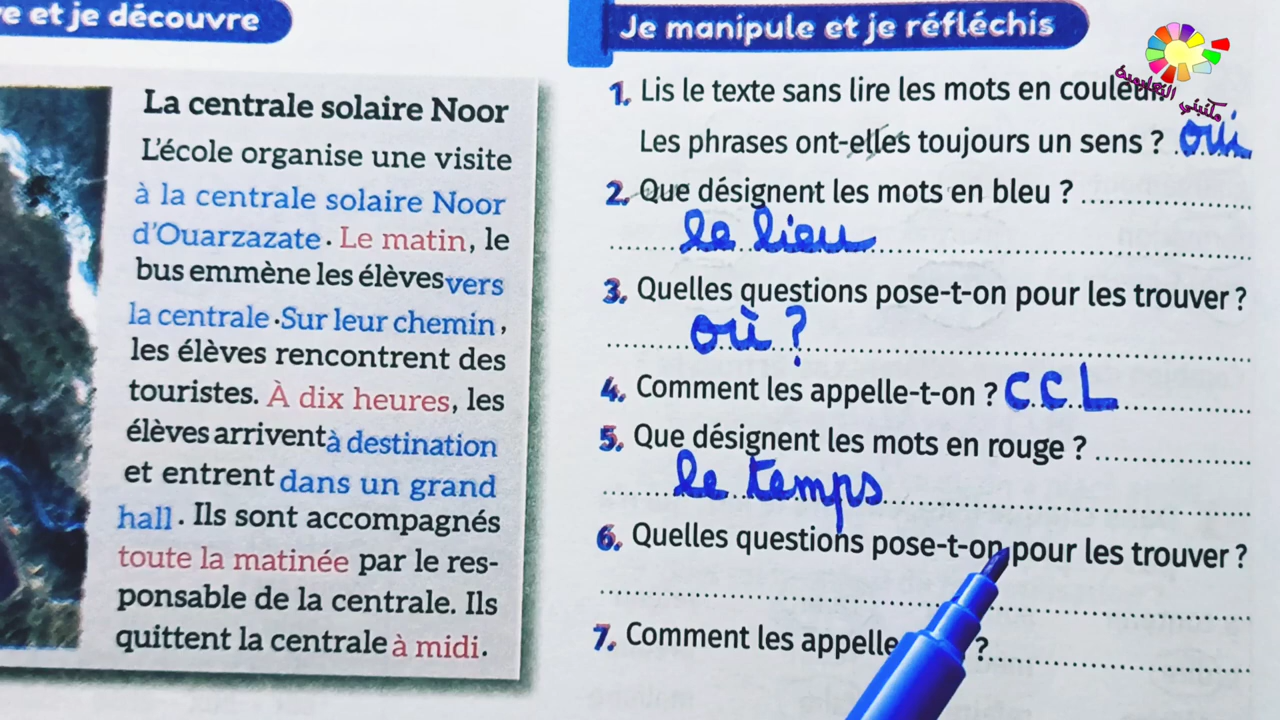 e et je découvre
La centrale solaire Noor
L'école organise une visite
à la centrale solaire Noor
d'Ouarzazate. Le matin, le
bus emmène les élèves vers
la centrale. Sur leur chemin,
les élèves rencontrent des
touristes. À dix heures, les
élèves arrivent à destination
et entrent dans un grand
hall. Ils sont accompagnés
toute la matinée par le res-
ponsable de la centrale. Ils
quittent la centrale à midi.
Je manipule et je réfléchis
1. Lis le texte sans lire les mots en couleur.
Les phrases ont-elles toujours un sens ? oui
2. Que désignent les mots en bleu ?
le lieu
3. Quelles questions pose-t-on pour les trouver ?
où ?
4. Comment les appelle-t-on ? C.C.L
5. Que désignent les mots en rouge ?
le temps
6. Quelles questions pose-t-on pour les trouver ?
7. Comment les appelle ?
مكتبتي التعليمية